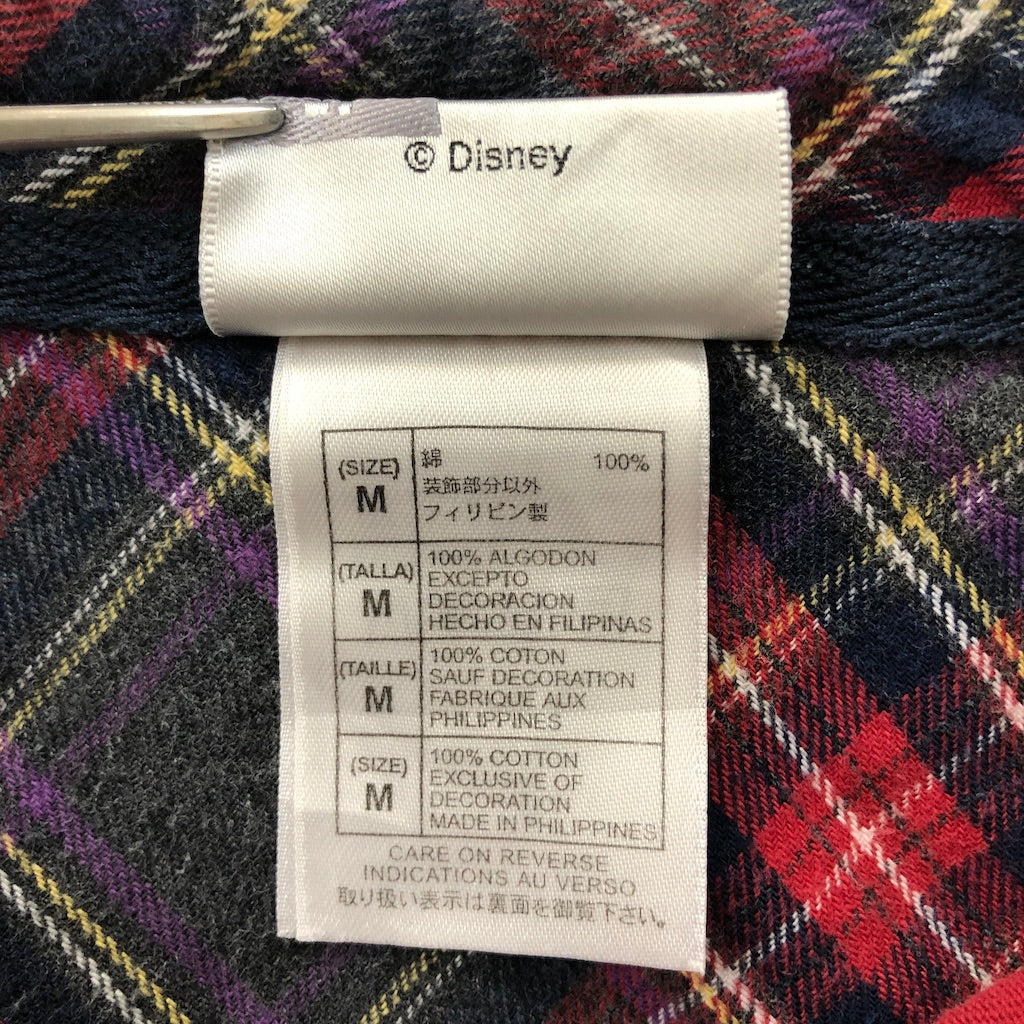 © Disney
(SIZE)
M
綿 100%
装飾部分以外
フィリピン製
(TALLA)
M
100% ALGODON
EXCEPTO
DECORACION
HECHO EN FILIPINAS
(TAILLE)
M
100% COTON
SAUF DECORATION
FABRIQUE AUX
PHILIPPINES
(SIZE)
M
100% COTTON
EXCLUSIVE OF
DECORATION
MADE IN PHILIPPINES
CARE ON REVERSE
INDICATIONS AU VERSO
取り扱い表示は裏面を御覧下さい。